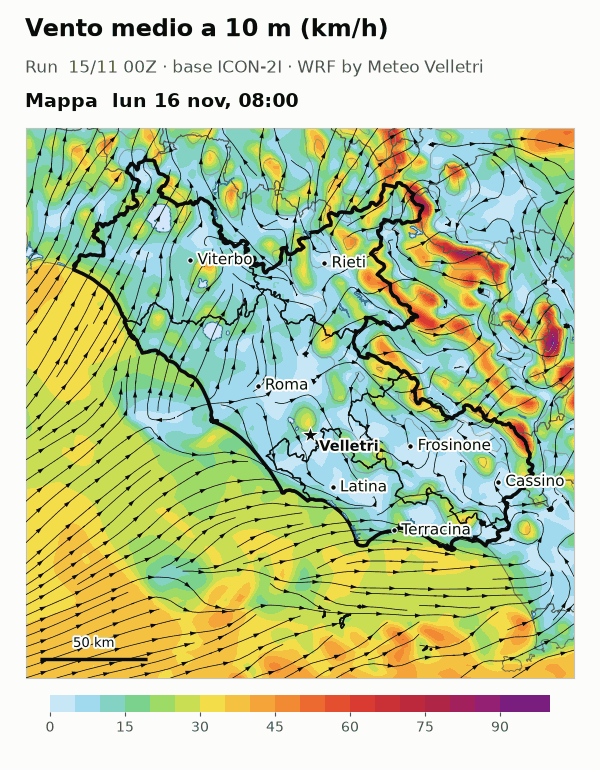 Vento medio a 10 m (km/h)
Run  15/11 00Z · base ICON-2I · WRF by Meteo Velletri
Mappa  lun 16 nov, 08:00
Viterbo
Rieti
Roma
Velletri
Frosinone
Latina
Cassino
Terracina
50 km
0 15 30 45 60 75 90